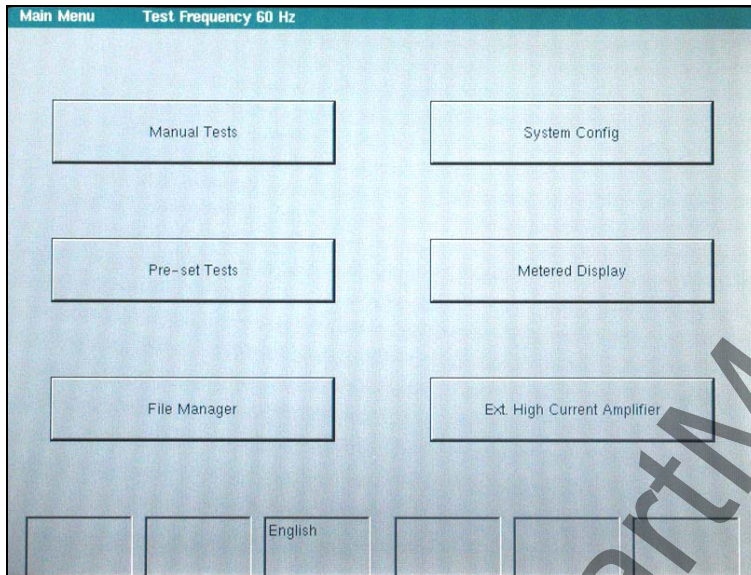 Main Menu Test Frequency 60 Hz
Manual Tests
System Config
Pre-set Tests
Metered Display
File Manager
Ext. High Current Amplifier
English